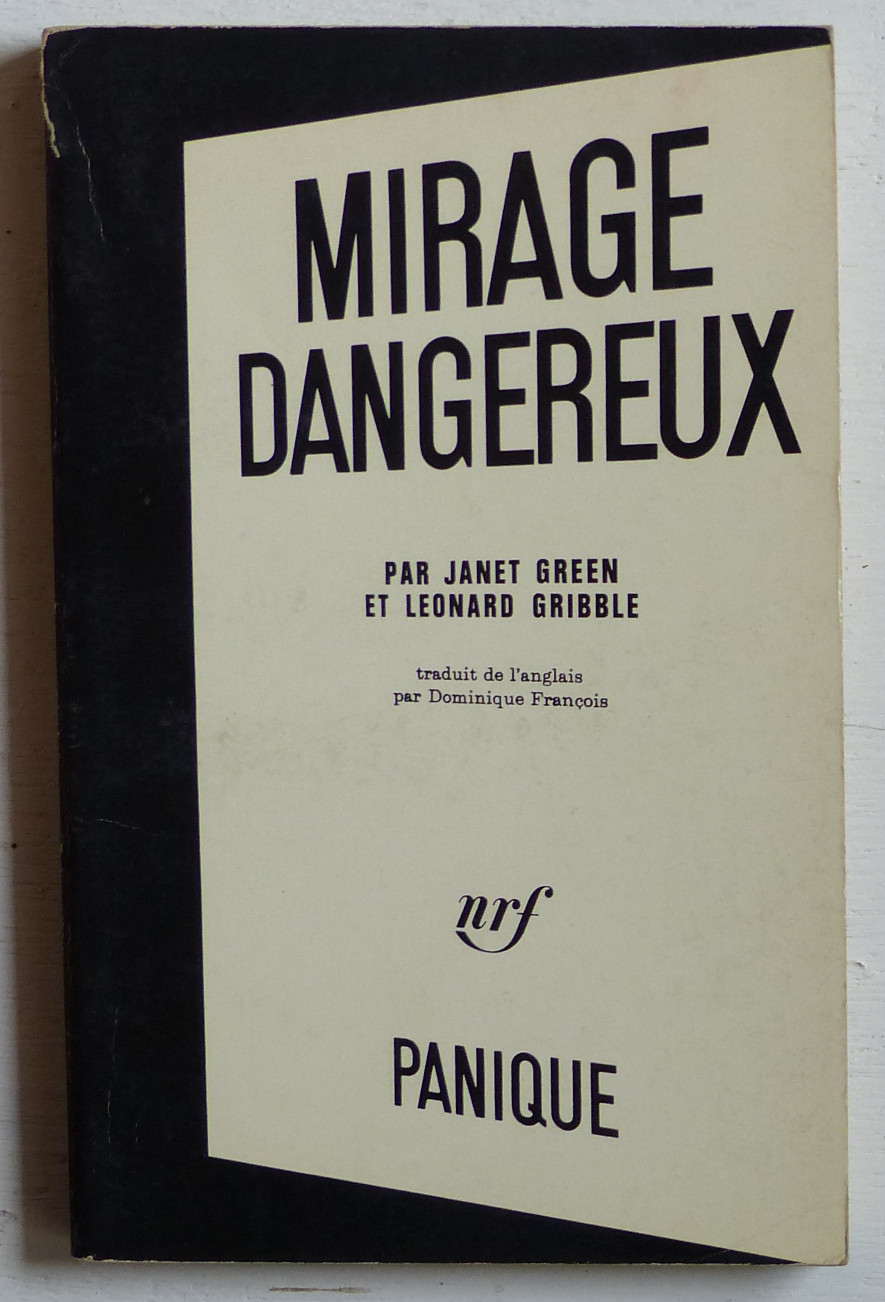 MIRAGE
DANGEREUX
PAR JANET GREEN
ET LEONARD GRIBBLE
traduit de l'anglais
par Dominique François
nrf
PANIQUE